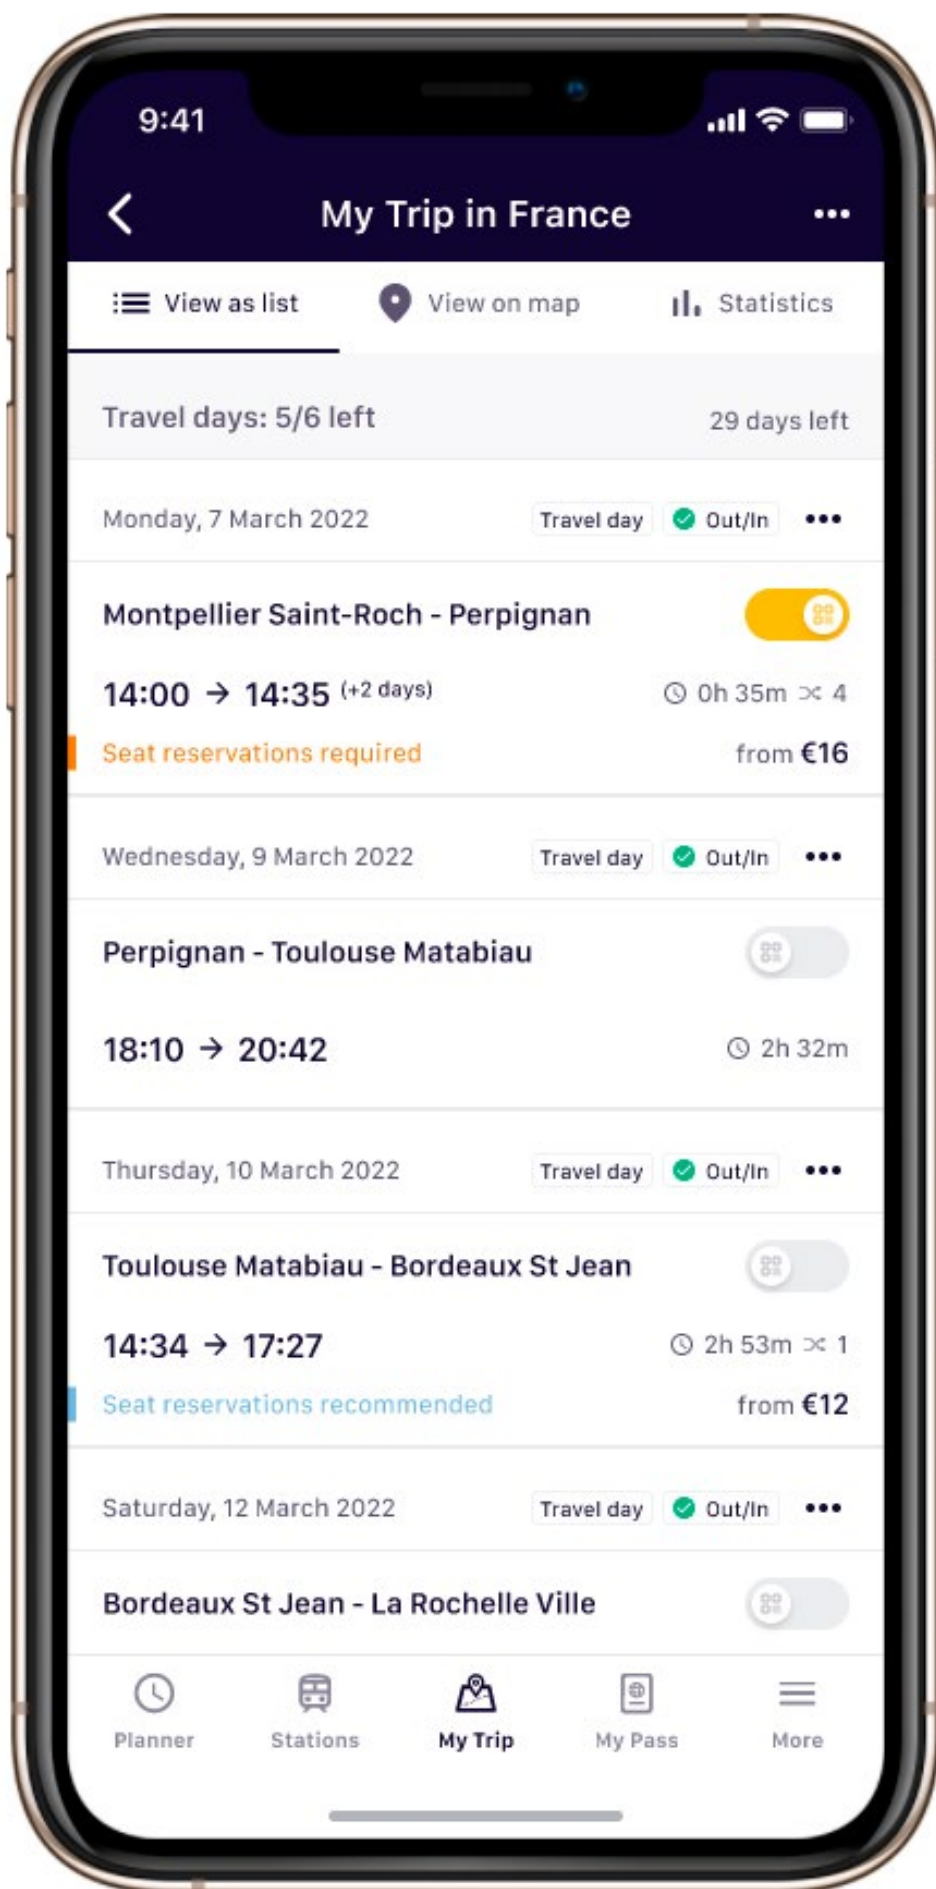 9:41
My Trip in France
View as list View on map Statistics
Travel days: 5/6 left 29 days left
Monday, 7 March 2022 Travel day Out/In
Montpellier Saint-Roch - Perpignan
14:00 → 14:35 (+2 days) 0h 35m 4
Seat reservations required from €16
Wednesday, 9 March 2022 Travel day Out/In
Perpignan - Toulouse Matabiau
18:10 → 20:42 2h 32m
Thursday, 10 March 2022 Travel day Out/In
Toulouse Matabiau - Bordeaux St Jean
14:34 → 17:27 2h 53m 1
Seat reservations recommended from €12
Saturday, 12 March 2022 Travel day Out/In
Bordeaux St Jean - La Rochelle Ville
Planner Stations My Trip My Pass More